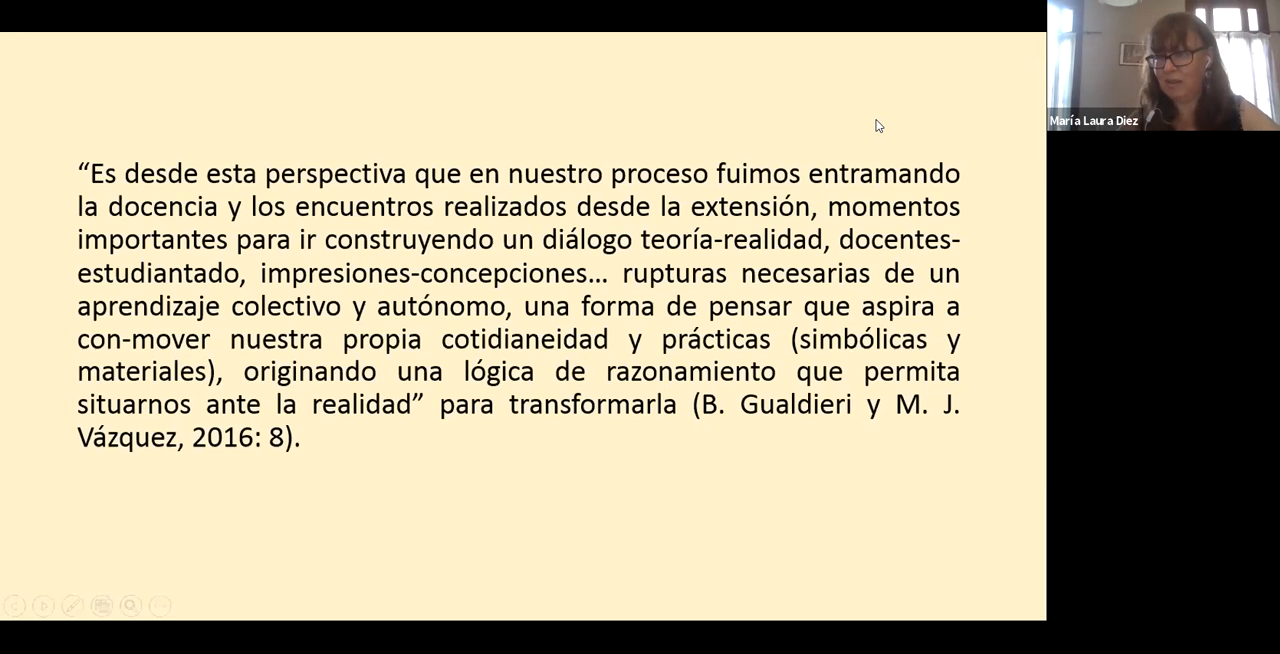 “Es desde esta perspectiva que en nuestro proceso fuimos entramando
la docencia y los encuentros realizados desde la extensión, momentos
importantes para ir construyendo un diálogo teoría-realidad, docentes-
estudiantado, impresiones-concepciones... rupturas necesarias de un
aprendizaje colectivo y autónomo, una forma de pensar que aspira a
con-mover nuestra propia cotidianeidad y prácticas (simbólicas y
materiales), originando una lógica de razonamiento que permita
situarnos ante la realidad” para transformarla (B. Gualdieri y M. J.
Vázquez, 2016: 8).
María Laura Diez